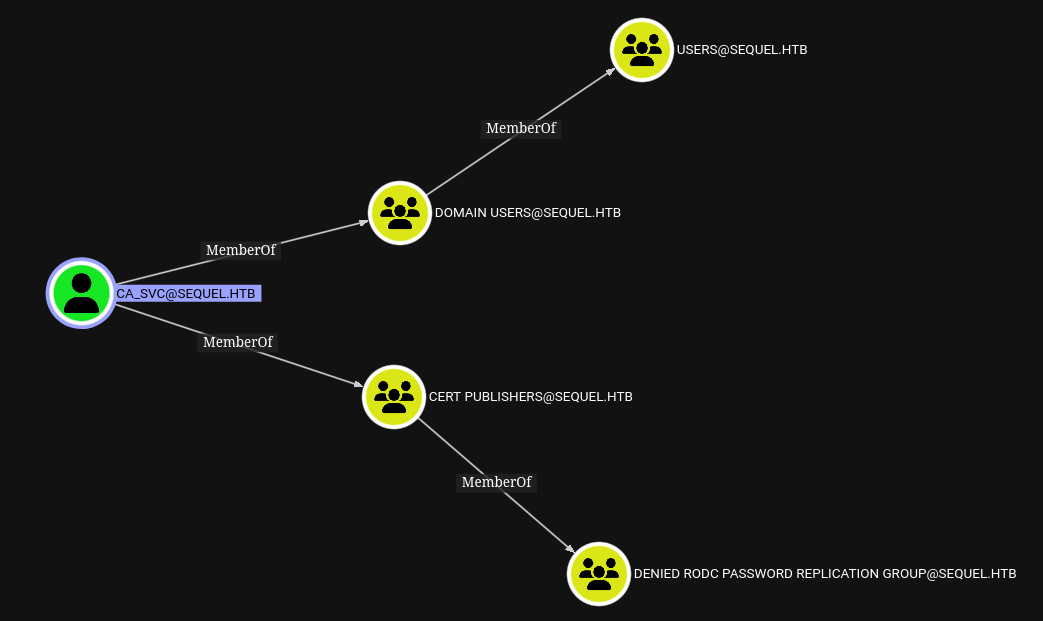 USERS@SEQUEL.HTB
MemberOf
DOMAIN USERS@SEQUEL.HTB
MemberOf
CA_SVC@SEQUEL.HTB
MemberOf
CERT PUBLISHERS@SEQUEL.HTB
MemberOf
DENIED RODC PASSWORD REPLICATION GROUP@SEQUEL.HTB